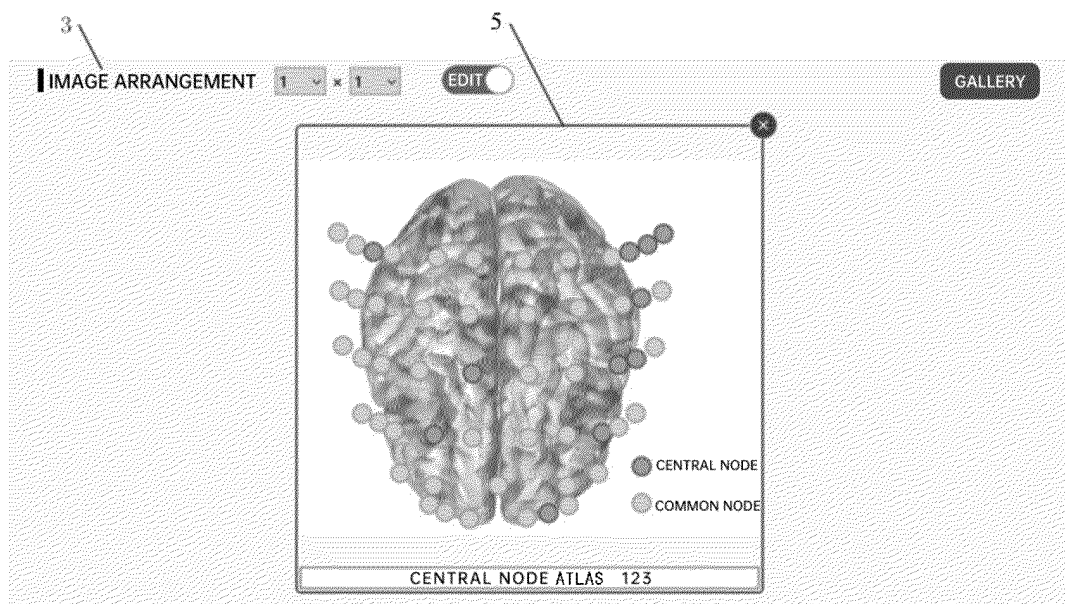 3 5
IMAGE ARRANGEMENT 1 × 1 EDIT GALLERY
×
CENTRAL NODE
COMMON NODE
CENTRAL NODE ATLAS 123